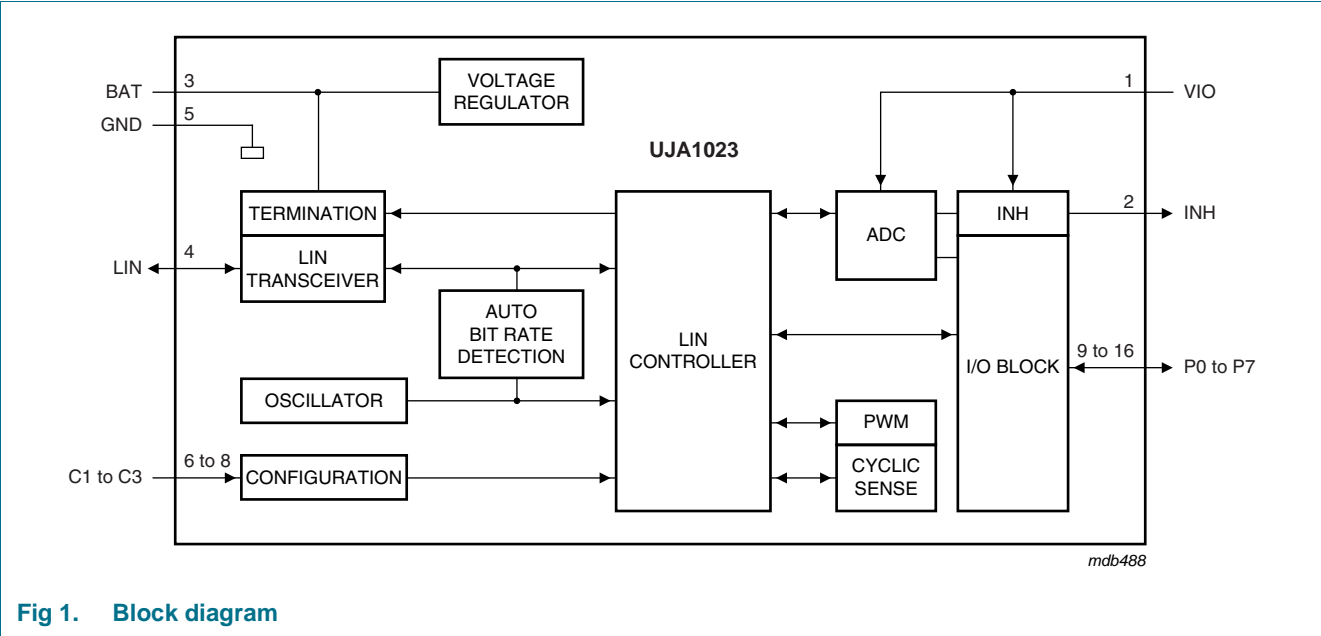 BAT
3
VOLTAGE
REGULATOR
1
VIO
GND
5
UJA1023
TERMINATION
LIN
4
LIN
TRANSCEIVER
AUTO
BIT RATE
DETECTION
OSCILLATOR
C1 to C3
6 to 8
CONFIGURATION
LIN
CONTROLLER
ADC
INH
2
INH
I/O BLOCK
9 to 16
P0 to P7
PWM
CYCLIC
SENSE
mdb488
Fig 1. Block diagram